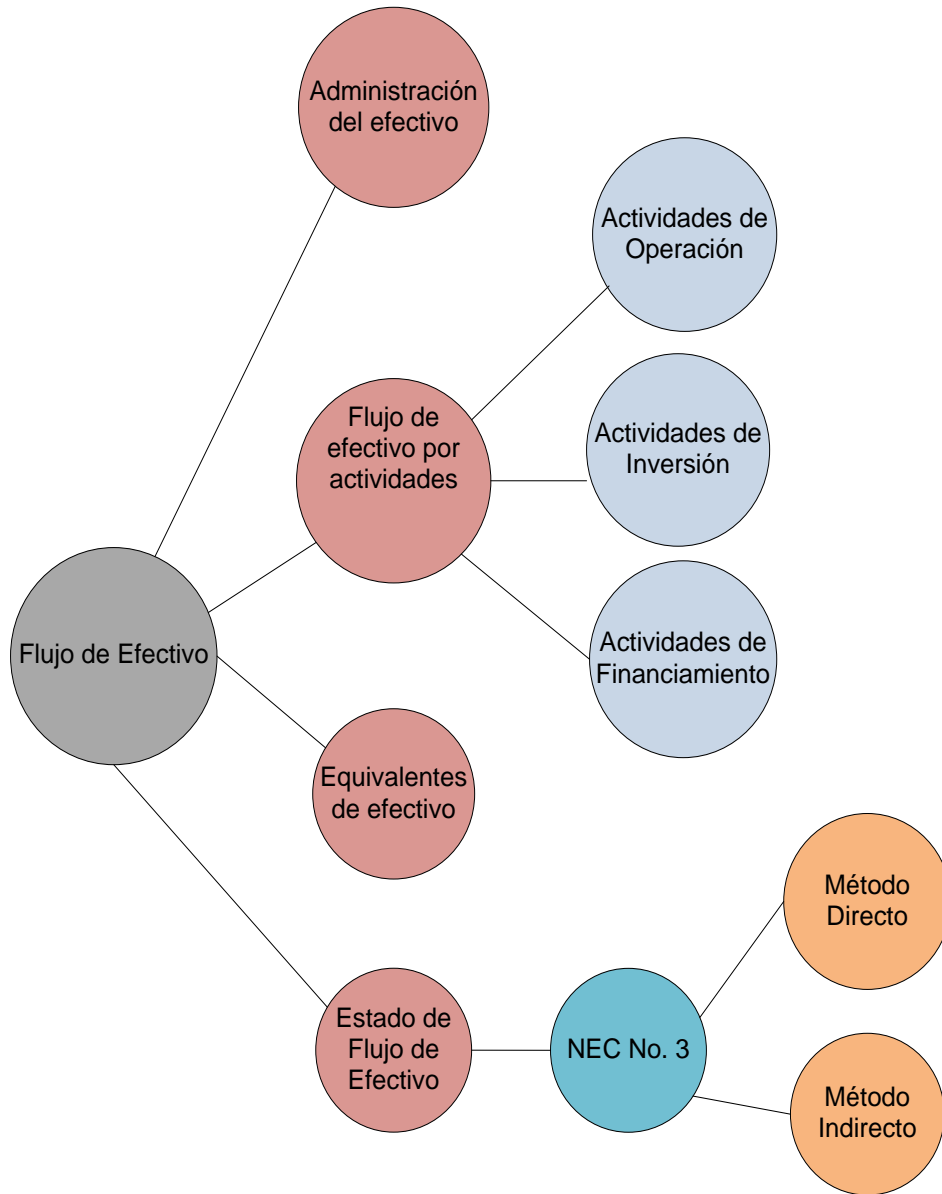 Administración
del efectivo
Actividades de
Operación
Flujo de
efectivo por
actividades
Actividades de
Inversión
Flujo de Efectivo
Actividades de
Financiamiento
Equivalentes
de efectivo
Método
Directo
Estado de
Flujo de
Efectivo
NEC No. 3
Método
Indirecto